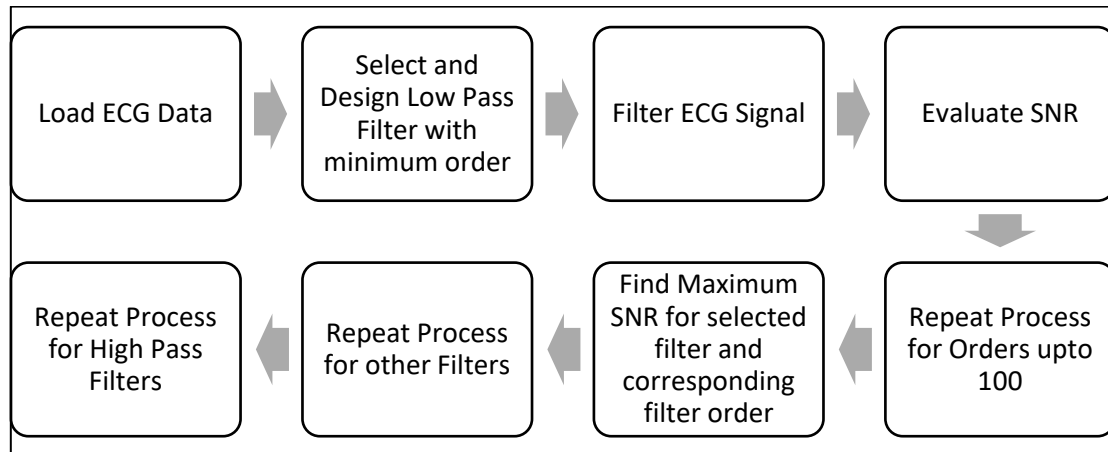 Load ECG Data
Select and
Design Low Pass
Filter with
minimum order
Filter ECG Signal
Evaluate SNR
Repeat Process
for Orders upto
100
Find Maximum
SNR for selected
filter and
corresponding
filter order
Repeat Process
for other Filters
Repeat Process
for High Pass
Filters